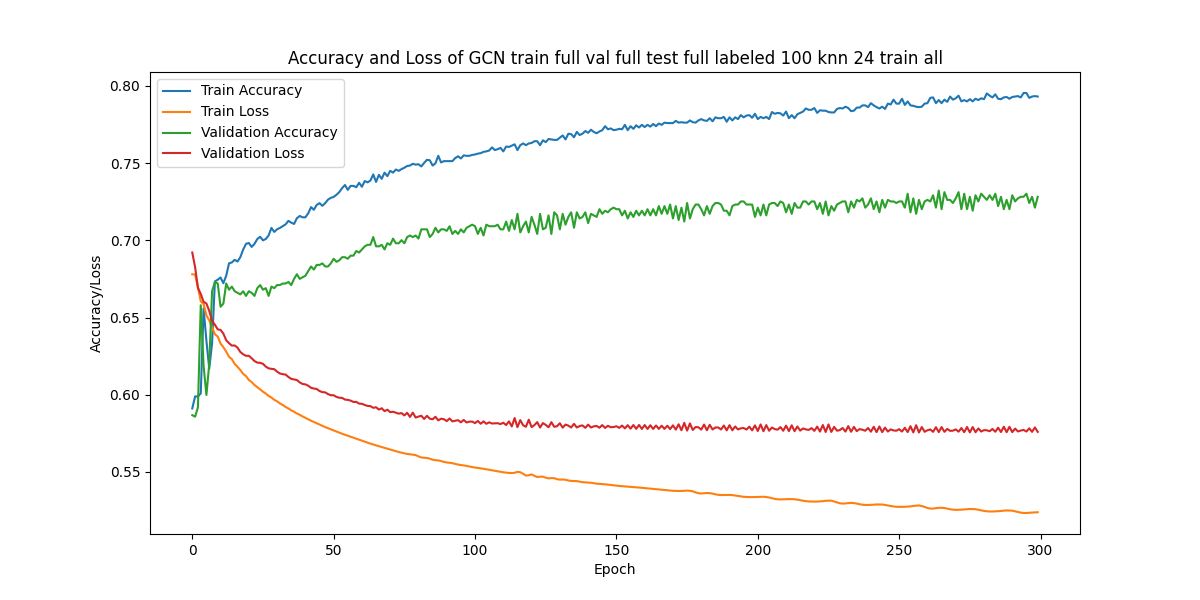 Accuracy and Loss of GCN train full val full test full labeled 100 knn 24 train all
Train Accuracy
Train Loss
Validation Accuracy
Validation Loss
Accuracy/Loss
0.80
0.75
0.70
0.65
0.60
0.55
0 50 100 150 200 250 300
Epoch